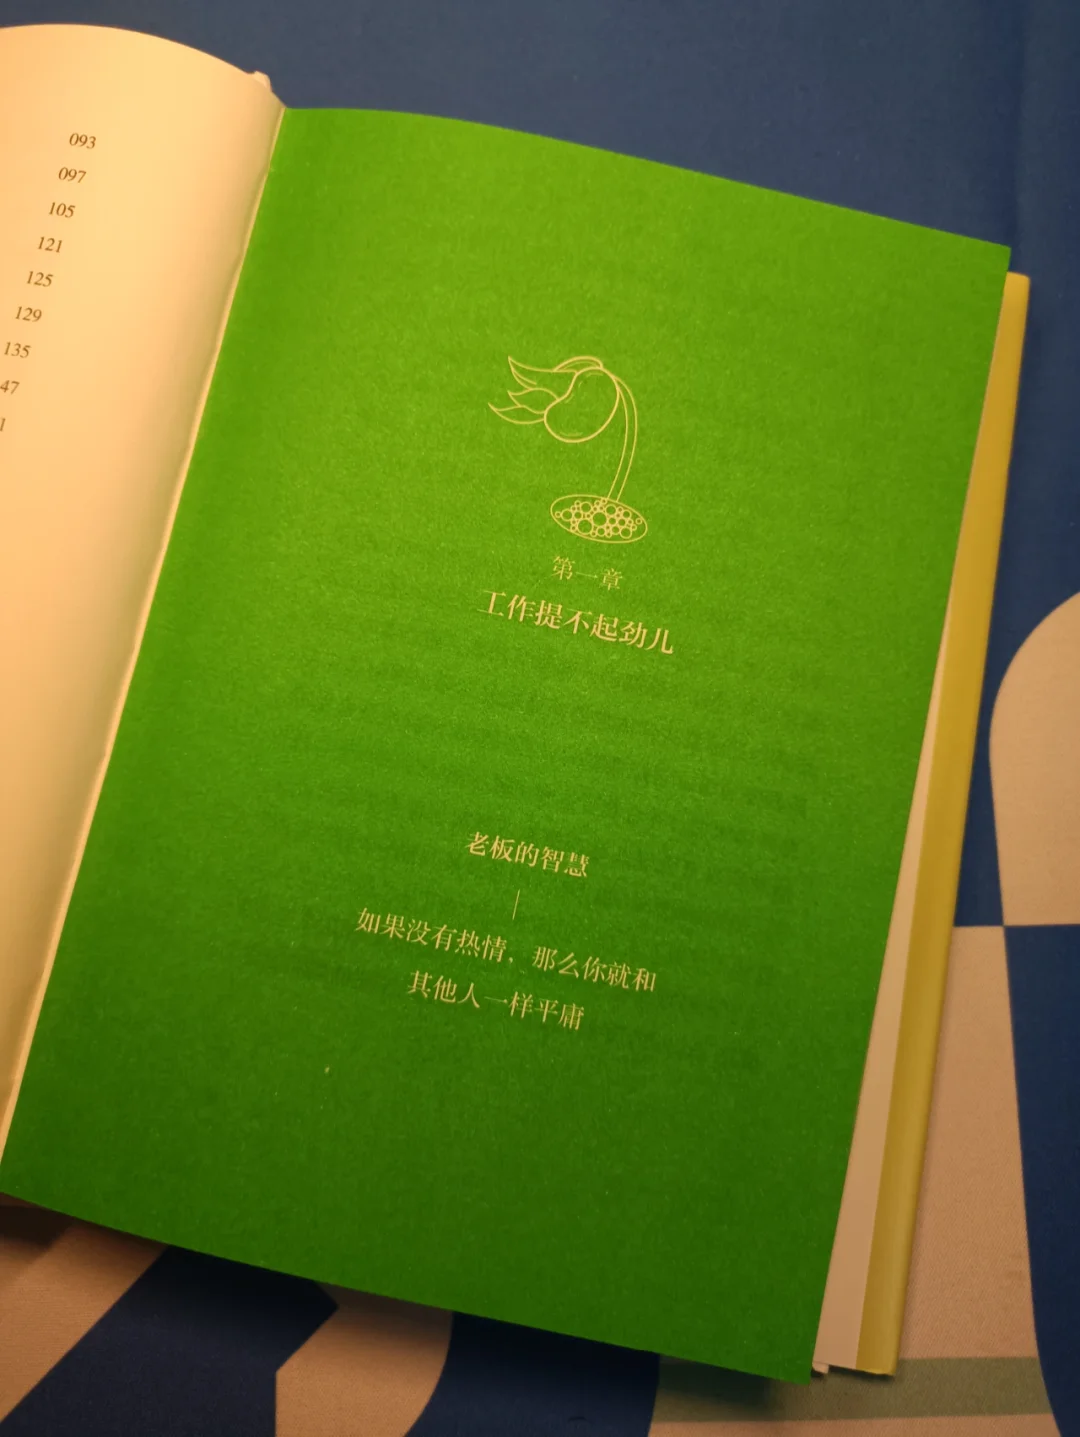 093
097
105
121
125
129
135
47
1
第一章
工作提不起劲儿
老板的智慧
如果没有热情，那么你就和
其他人一样平庸